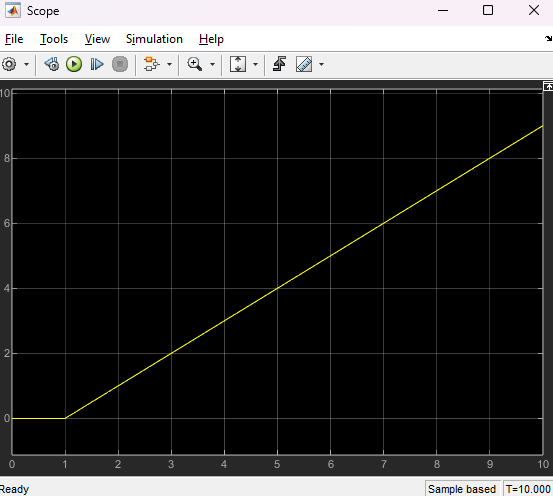 Scope
File Tools View Simulation Help
10
8
6
4
2
0
0 1 2 3 4 5 6 7 8 9 10
Ready Sample based T=10.000